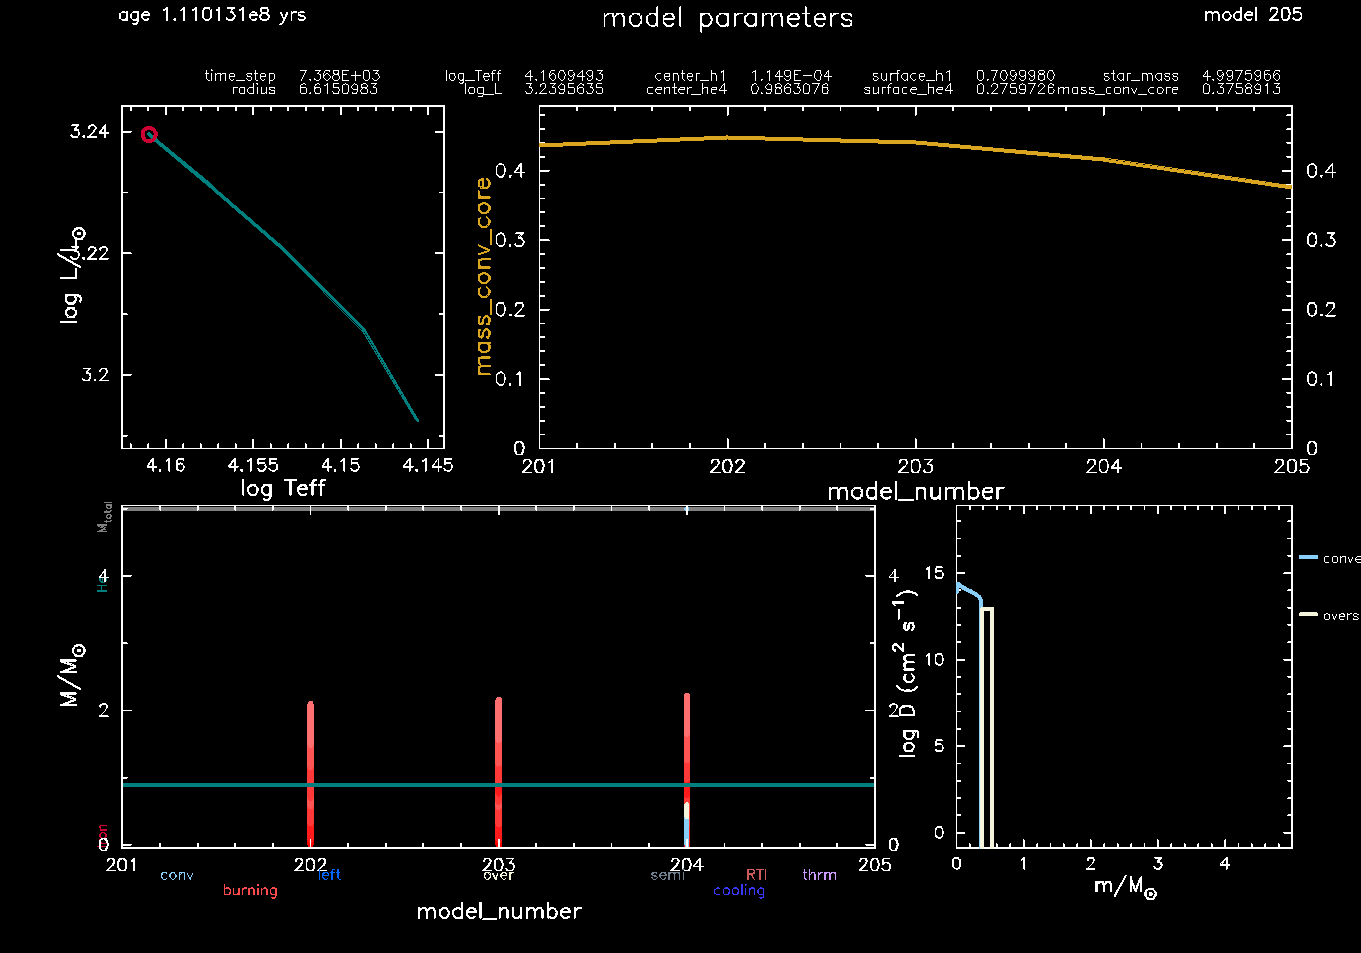 age 1.110131e8 yrs model parameters model 205
time_step 7.368E+03 log_Teff 4.1609493 center_h1 1.149E-04 surface_h1 0.7099980 star_mass 4.9975966
radius 6.6150983 log_L 3.2395635 center_he4 0.9863076 surface_he4 0.2759726 mass_conv_core 0.3758913
log L/L☉
3.24
3.22
3.2
4.16 4.155 4.15 4.145
log Teff
mass_conv_core
0.4 0.4
0.3 0.3
0.2 0.2
0.1 0.1
0 0
201 202 203 204 205
model_number
M/M☉
Mtotal
He
4 4
2 2
0 0
201 202 203 204 205
conv left over semi RTI thrm
burning cooling
model_number
log D (cm² s⁻¹)
15
10
5
0
0 1 2 3 4
m/M☉
conve
overs